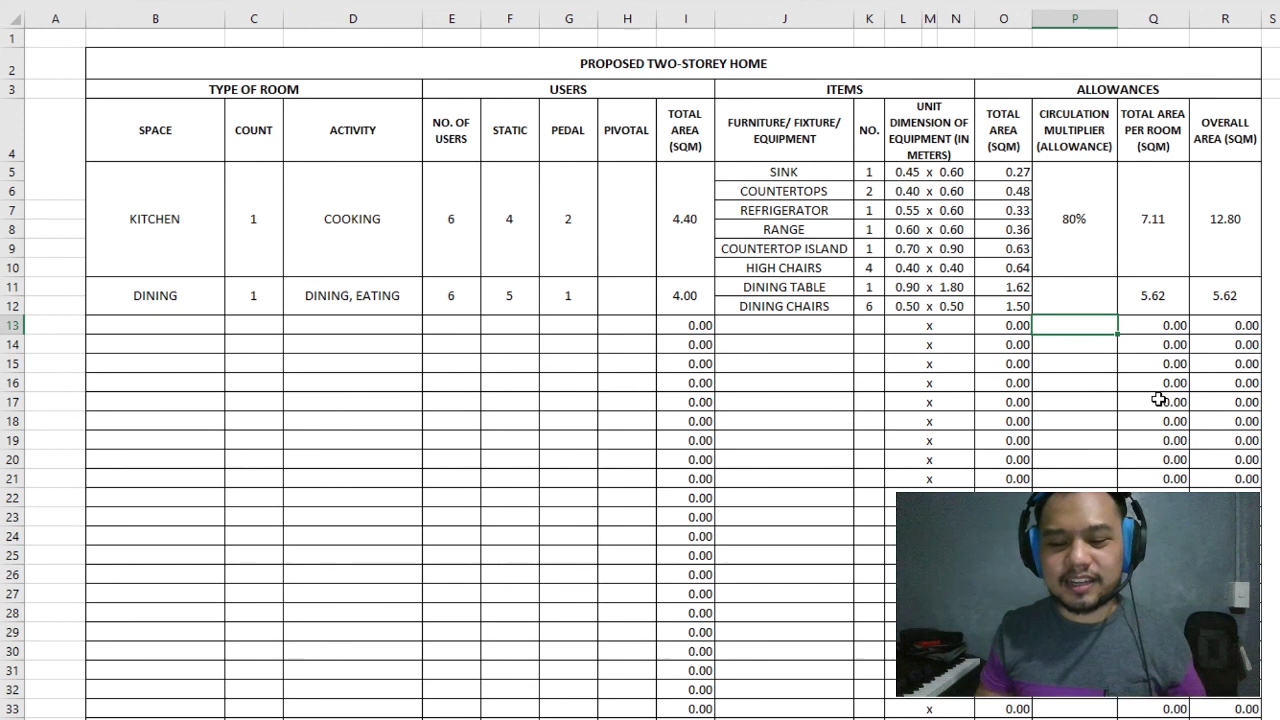 A B C D E F G H I J K L M N O P Q R S
1
2 PROPOSED TWO-STOREY HOME
3 TYPE OF ROOM USERS ITEMS ALLOWANCES
4 SPACE COUNT ACTIVITY NO. OF USERS STATIC PEDAL PIVOTAL TOTAL AREA (SQM) FURNITURE/ FIXTURE/ EQUIPMENT NO. UNIT DIMENSION OF EQUIPMENT (IN METERS) TOTAL AREA (SQM) CIRCULATION MULTIPLIER (ALLOWANCE) TOTAL AREA PER ROOM (SQM) OVERALL AREA (SQM)
5 SINK 1 0.45 x 0.60 0.27
6 COUNTERTOPS 2 0.40 x 0.60 0.48
7 REFRIGERATOR 1 0.55 x 0.60 0.33
KITCHEN 1 COOKING 6 4 2 4.40 80% 7.11 12.80
8 RANGE 1 0.60 x 0.60 0.36
9 COUNTERTOP ISLAND 1 0.70 x 0.90 0.63
10 HIGH CHAIRS 4 0.40 x 0.40 0.64
11 DINING TABLE 1 0.90 x 1.80 1.62
DINING 1 DINING, EATING 6 5 1 4.00 5.62 5.62
12 DINING CHAIRS 6 0.50 x 0.50 1.50
13 0.00 x 0.00 0.00 0.00
14 0.00 x 0.00 0.00 0.00
15 0.00 x 0.00 0.00 0.00
16 0.00 x 0.00 0.00 0.00
17 0.00 x 0.00 0.00 0.00
18 0.00 x 0.00 0.00 0.00
19 0.00 x 0.00 0.00 0.00
20 0.00 x 0.00 0.00 0.00
21 0.00 x 0.00 0.00 0.00
22 0.00
23 0.00
24 0.00
25 0.00
26 0.00
27 0.00
28 0.00
29 0.00
30 0.00
31 0.00
32 0.00
33 0.00 x 0.00 0.00 0.00